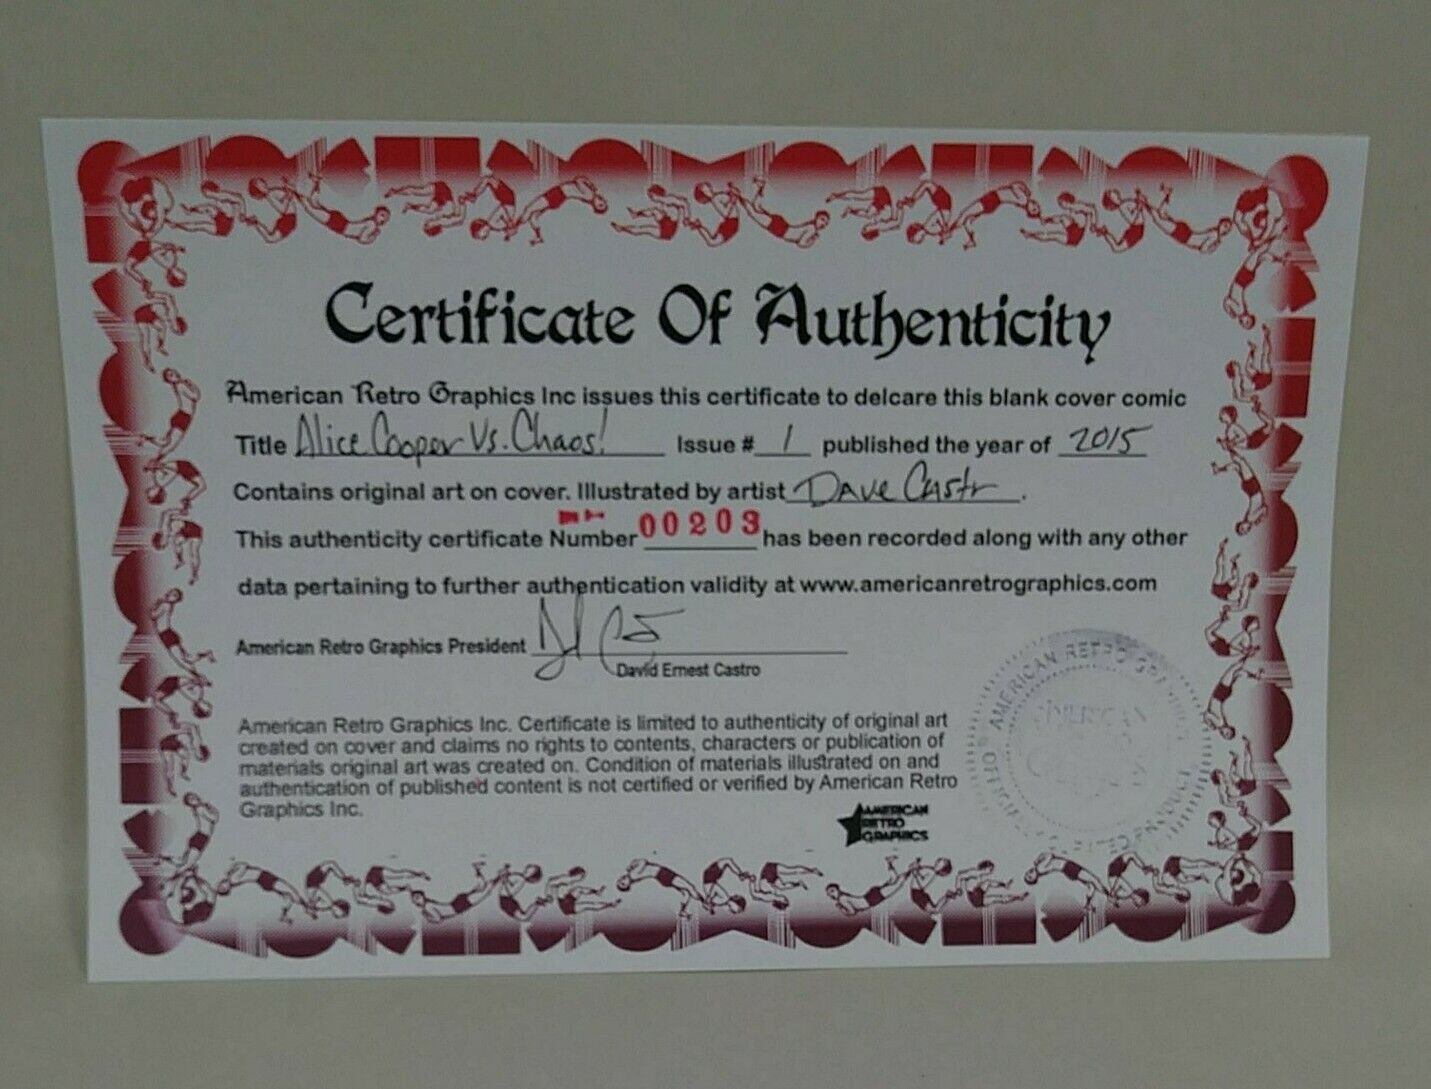 Certificate Of Authenticity
American Retro Graphics Inc issues this certificate to delcare this blank cover comic
Title Alice Cooper Vs. Chaos! Issue # 1 published the year of 2015
Contains original art on cover. Illustrated by artist Dave Castr.
This authenticity certificate Number 00203 has been recorded along with any other
data pertaining to further authentication validity at www.americanretrographics.com
American Retro Graphics President
David Ernest Castro
American Retro Graphics Inc. Certificate is limited to authenticity of original art
created on cover and claims no rights to contents, characters or publication of
materials original art was created on. Condition of materials illustrated on and
authentication of published content is not certified or verified by American Retro
Graphics Inc.
AMERICAN
RETRO
GRAPHICS
AMERICAN RETRO
AMERICAN